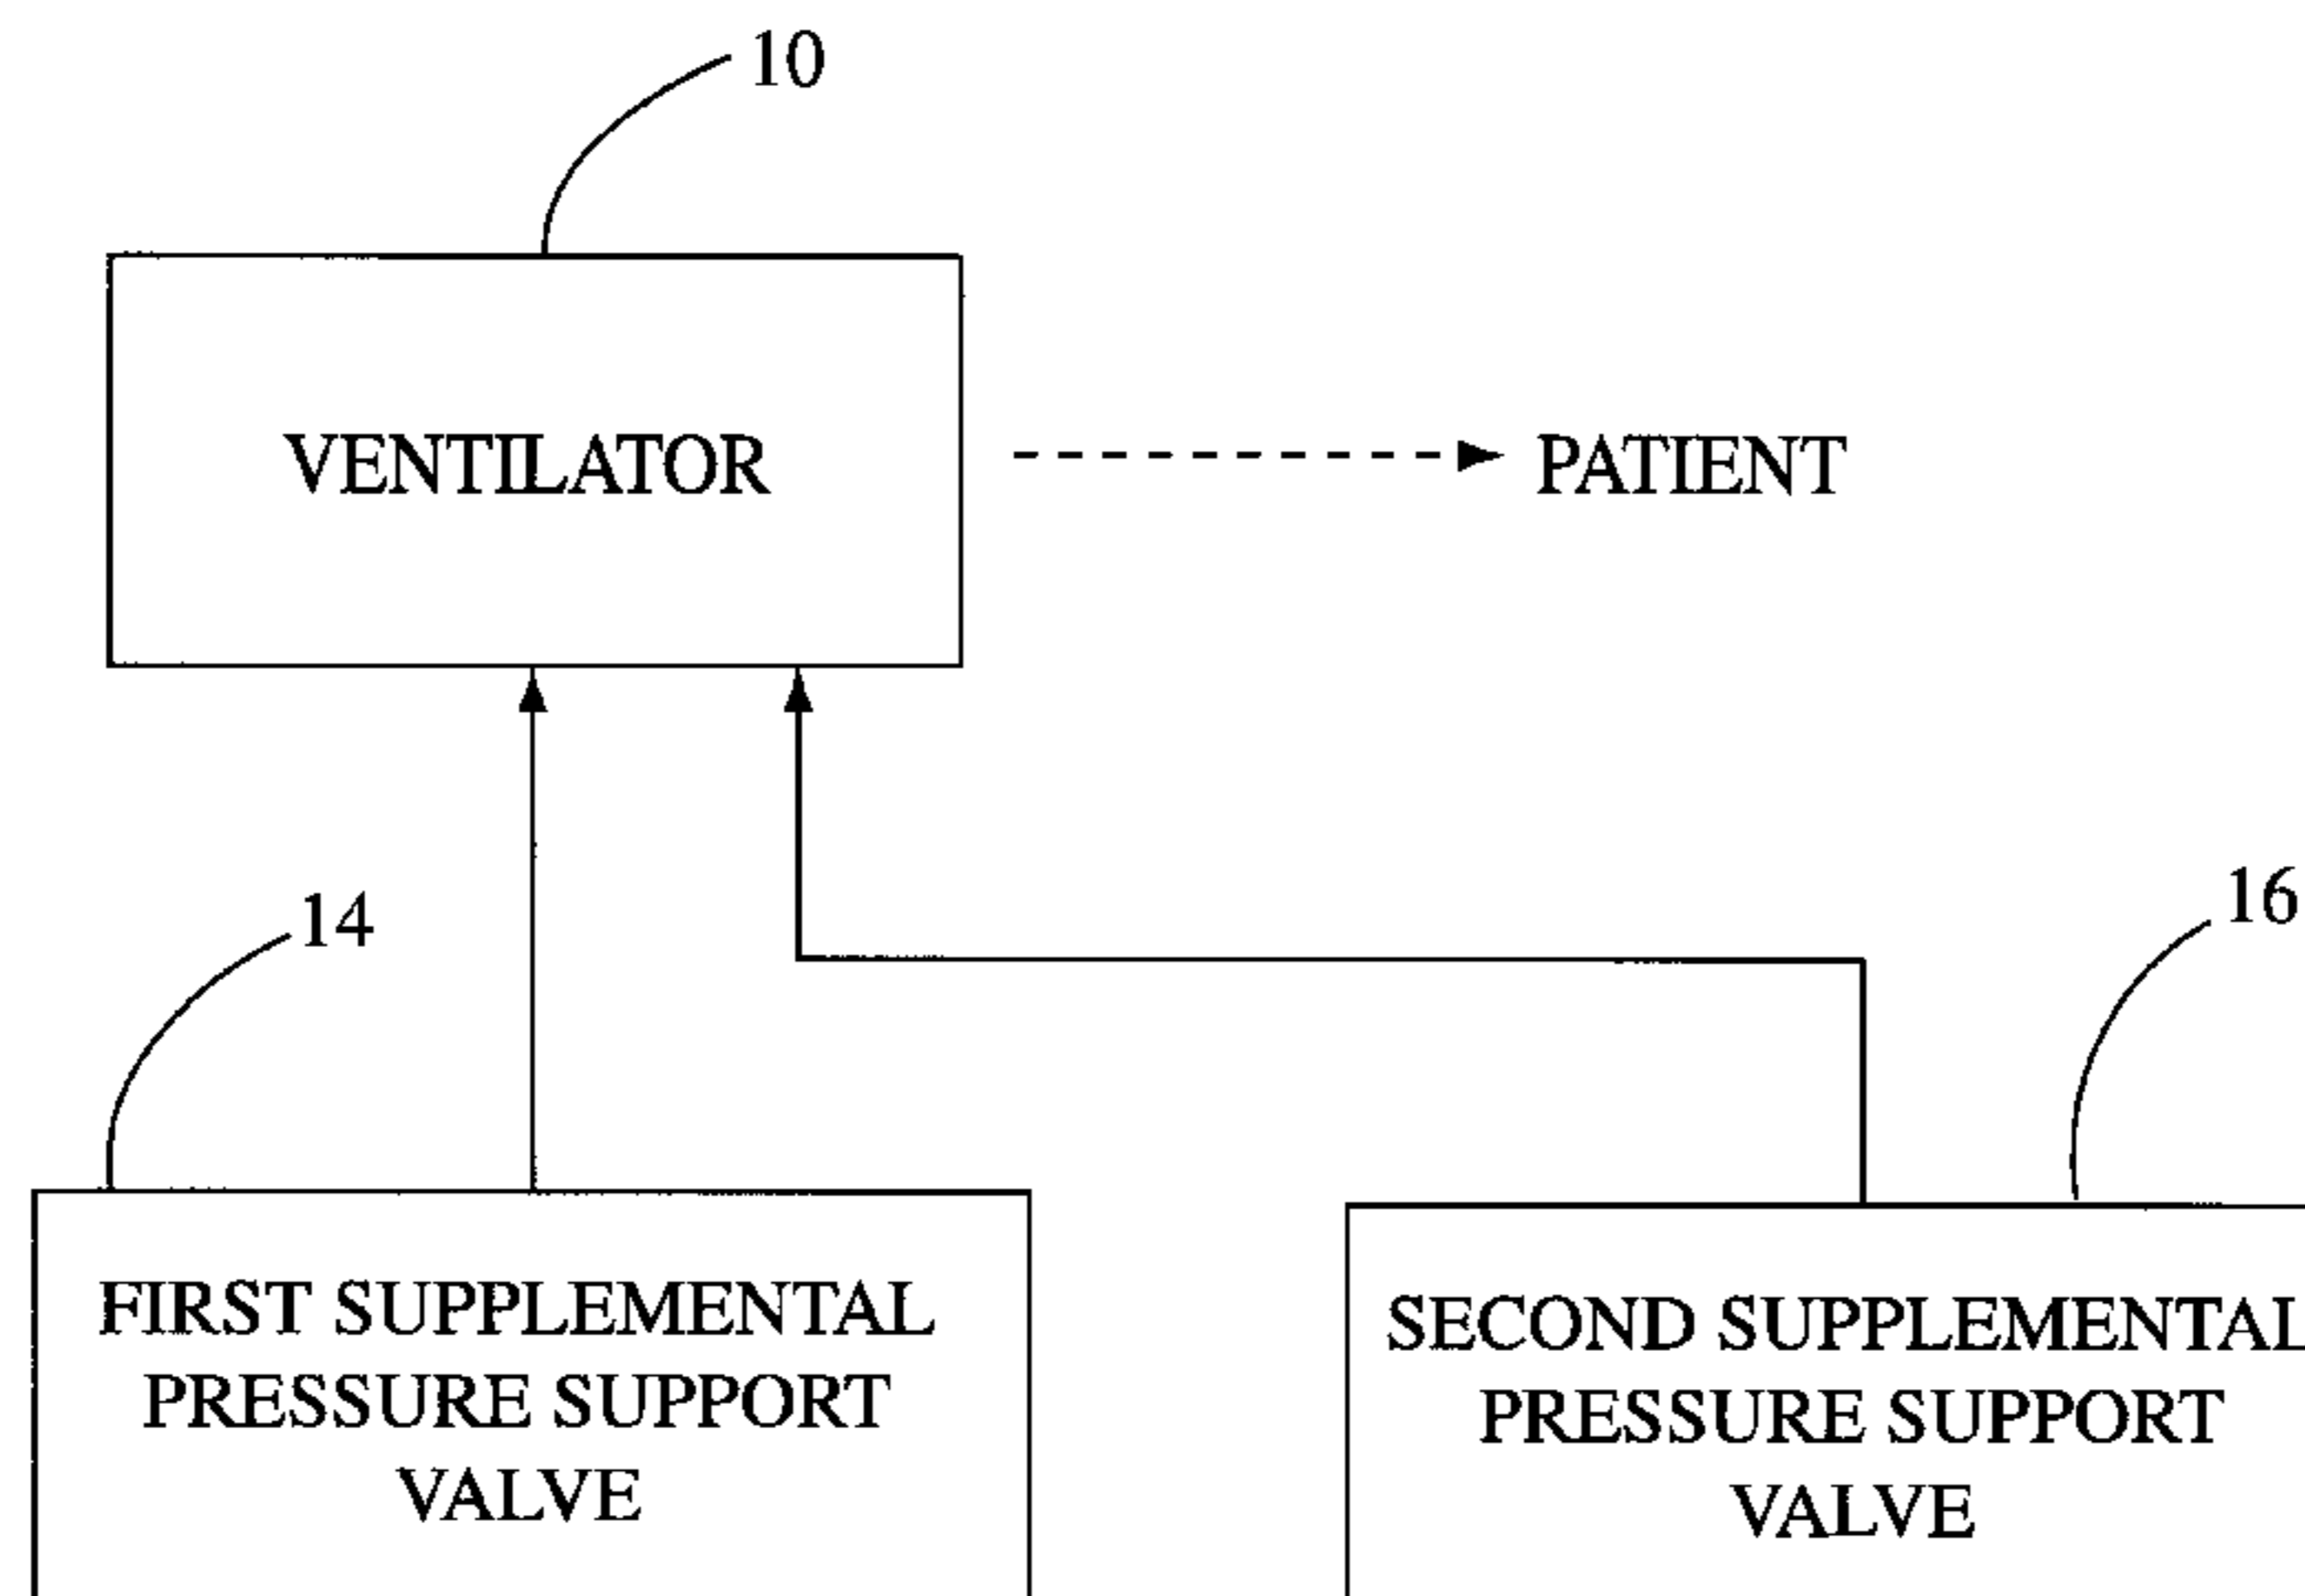 10
VENTILATOR
PATIENT
14
16
FIRST SUPPLEMENTAL
PRESSURE SUPPORT
VALVE
SECOND SUPPLEMENTAL
PRESSURE SUPPORT
VALVE